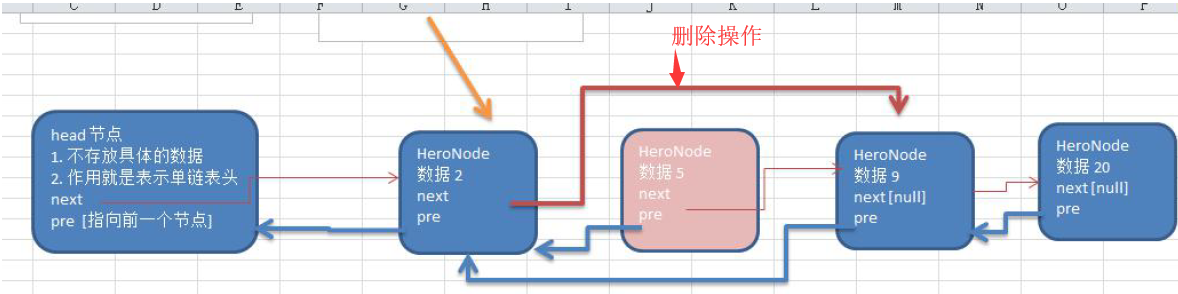 C D E F G H I J K L M N O P
删除操作
head 节点
1. 不存放具体的数据
2. 作用就是表示单链表头
next
pre [指向前一个节点]
HeroNode
数据 2
next
pre
HeroNode
数据 5
next
pre
HeroNode
数据 9
next [null]
pre
HeroNode
数据 20
next [null]
pre